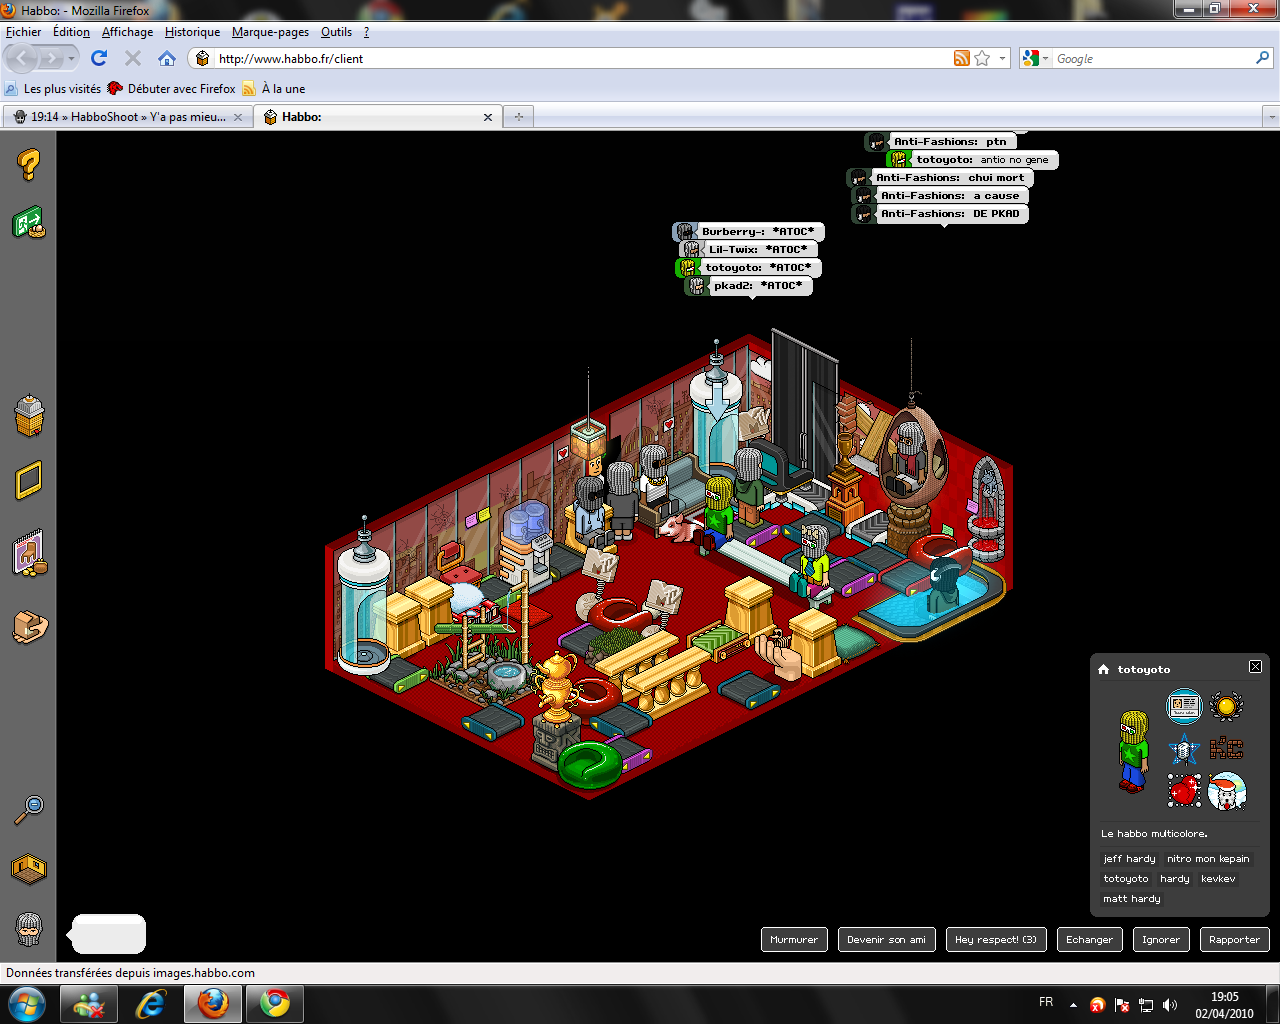 Habbo: - Mozilla Firefox
Fichier Édition Affichage Historique Marque-pages Outils ?
http://www.habbo.fr/client
Google
Les plus visités Débuter avec Firefox À la une
19:14 » HabboShoot » Y'a pas mieu...
Habbo:
Anti-Fashions: ptn
totoyoto: antio no gene
Anti-Fashions: chui mort
Anti-Fashions: a cause
Anti-Fashions: DE PKAD
Burberry-: *ATOC*
Lil-Twix: *ATOC*
totoyoto: *ATOC*
pkad2: *ATOC*
MTV
MTV
MTV
totoyoto
Le habbo multicolore.
jeff hardy nitro mon kepain
totoyoto hardy kevkev
matt hardy
Murmurer Devenir son ami Hey respect! (3) Echanger Ignorer Rapporter
Données transférées depuis images.habbo.com
FR
19:05
02/04/2010